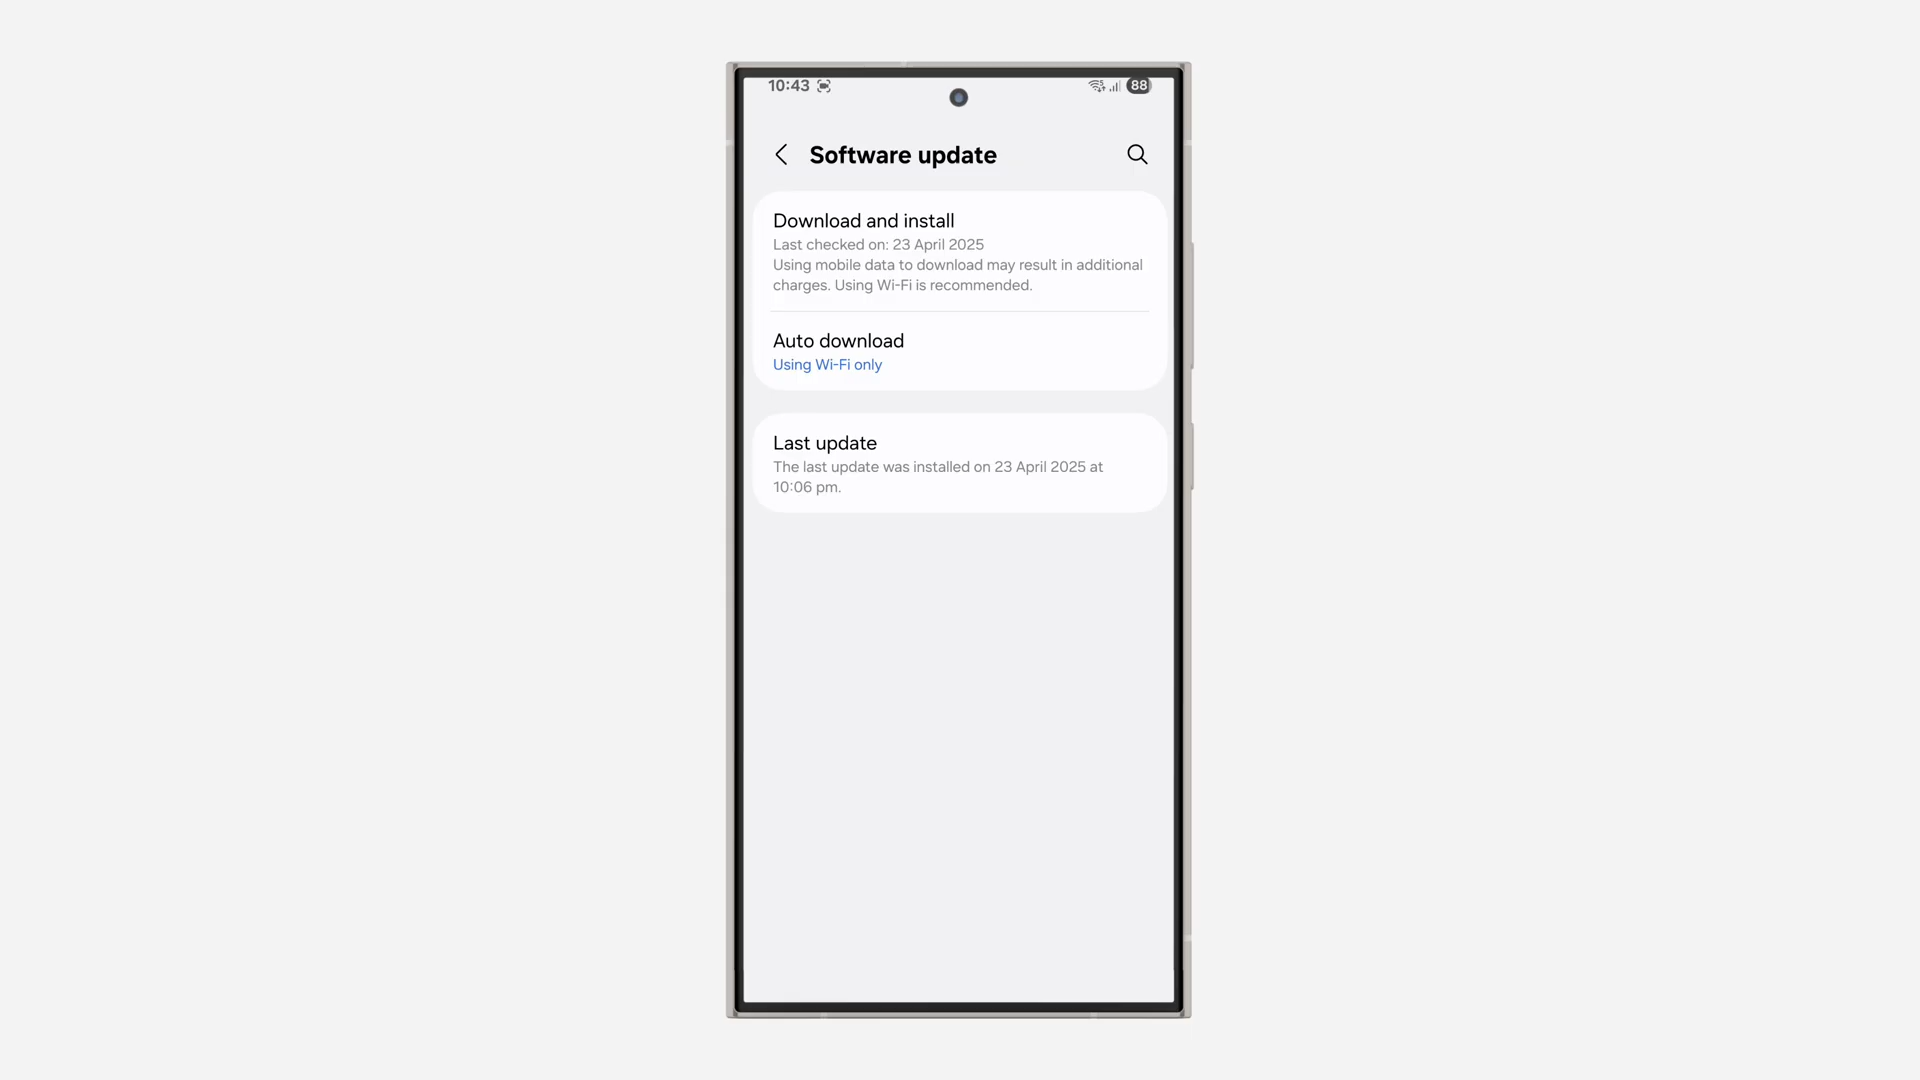 10:43
88
Software update
Download and install
Last checked on: 23 April 2025
Using mobile data to download may result in additional
charges. Using Wi-Fi is recommended.
Auto download
Using Wi-Fi only
Last update
The last update was installed on 23 April 2025 at
10:06 pm.